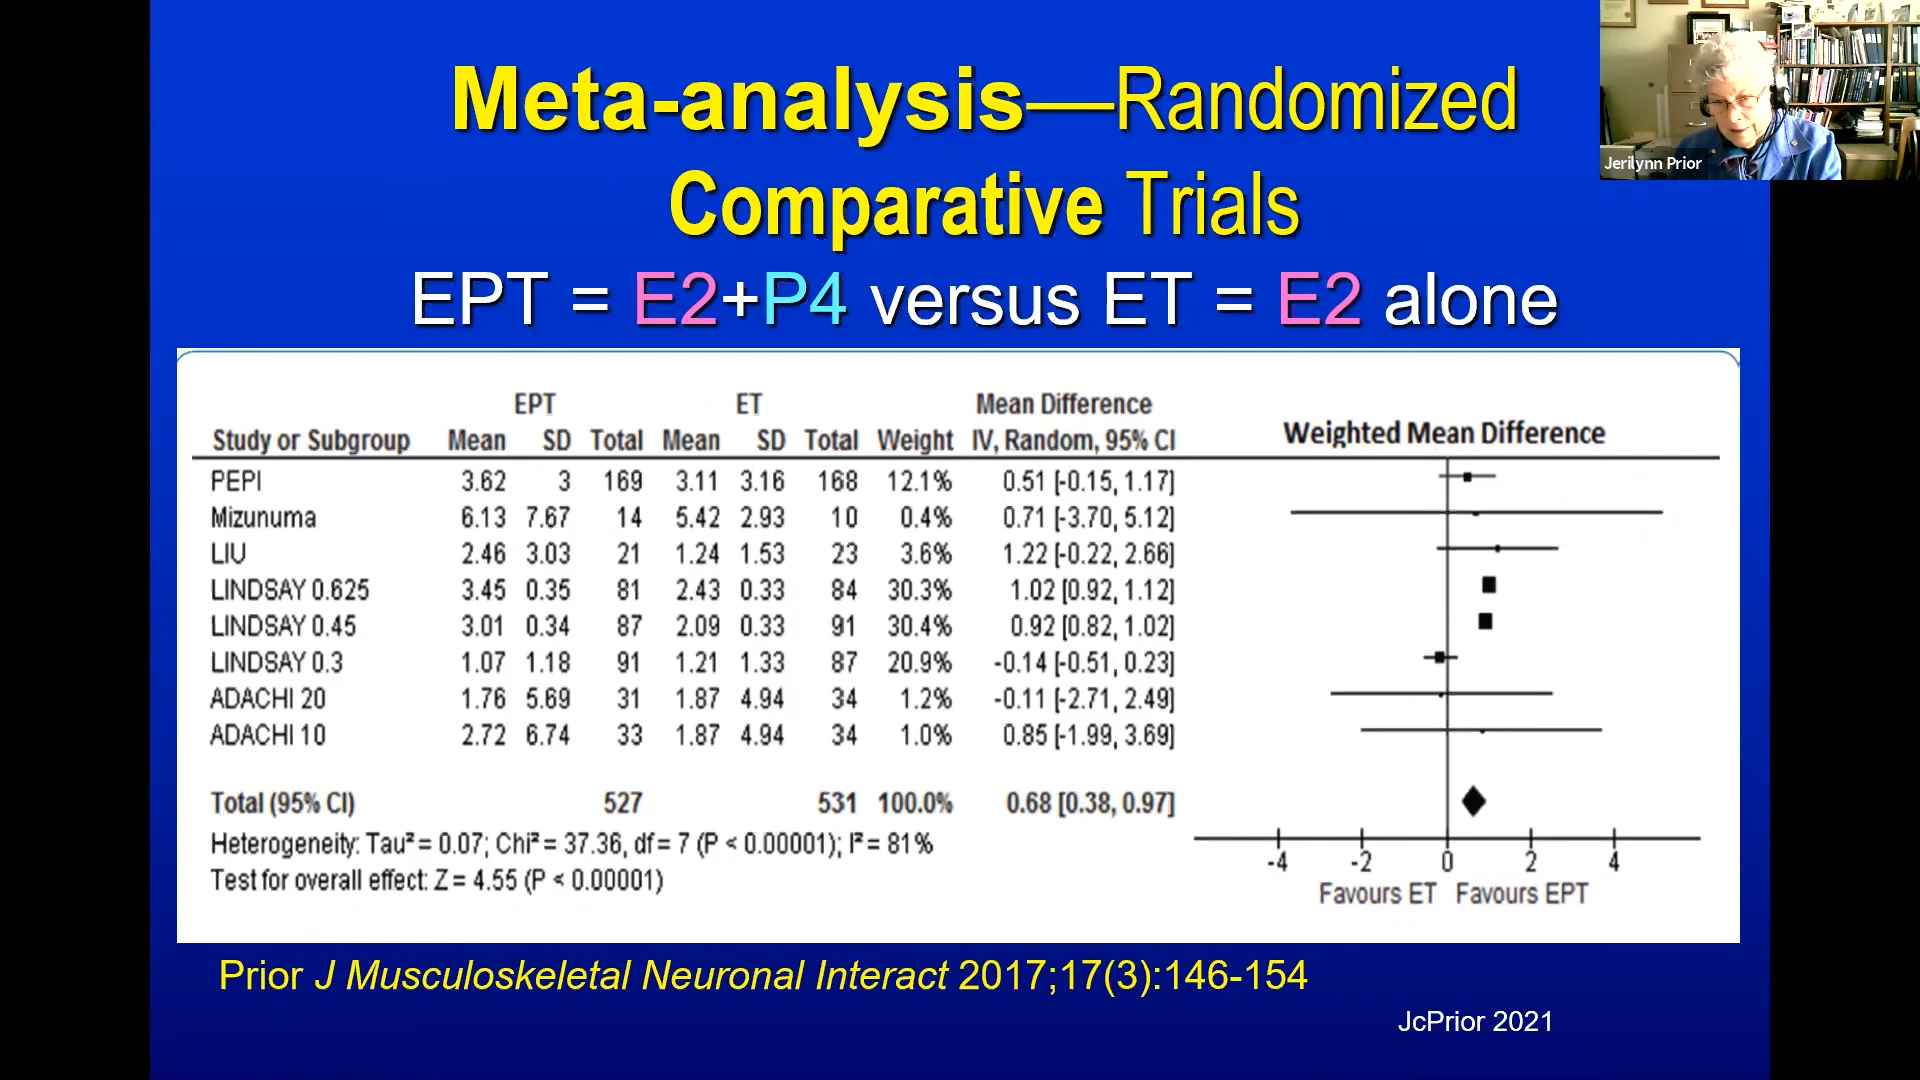 Meta-analysis—Randomized
Comparative Trials
EPT = E2+P4 versus ET = E2 alone
Jerilynn Prior
EPT ET Mean Difference
Study or Subgroup Mean SD Total Mean SD Total Weight IV, Random, 95% CI Weighted Mean Difference
PEPI 3.62 3 169 3.11 3.16 168 12.1% 0.51 [-0.15, 1.17]
Mizunuma 6.13 7.67 14 5.42 2.93 10 0.4% 0.71 [-3.70, 5.12]
LIU 2.46 3.03 21 1.24 1.53 23 3.6% 1.22 [-0.22, 2.66]
LINDSAY 0.625 3.45 0.35 81 2.43 0.33 84 30.3% 1.02 [0.92, 1.12]
LINDSAY 0.45 3.01 0.34 87 2.09 0.33 91 30.4% 0.92 [0.82, 1.02]
LINDSAY 0.3 1.07 1.18 91 1.21 1.33 87 20.9% -0.14 [-0.51, 0.23]
ADACHI 20 1.76 5.69 31 1.87 4.94 34 1.2% -0.11 [-2.71, 2.49]
ADACHI 10 2.72 6.74 33 1.87 4.94 34 1.0% 0.85 [-1.99, 3.69]
Total (95% CI) 527 531 100.0% 0.68 [0.38, 0.97]
Heterogeneity: Tau² = 0.07; Chi² = 37.36, df = 7 (P < 0.00001); I² = 81%
Test for overall effect: Z = 4.55 (P < 0.00001)
-4 -2 0 2 4
Favours ET Favours EPT
Prior J Musculoskeletal Neuronal Interact 2017;17(3):146-154
JcPrior 2021